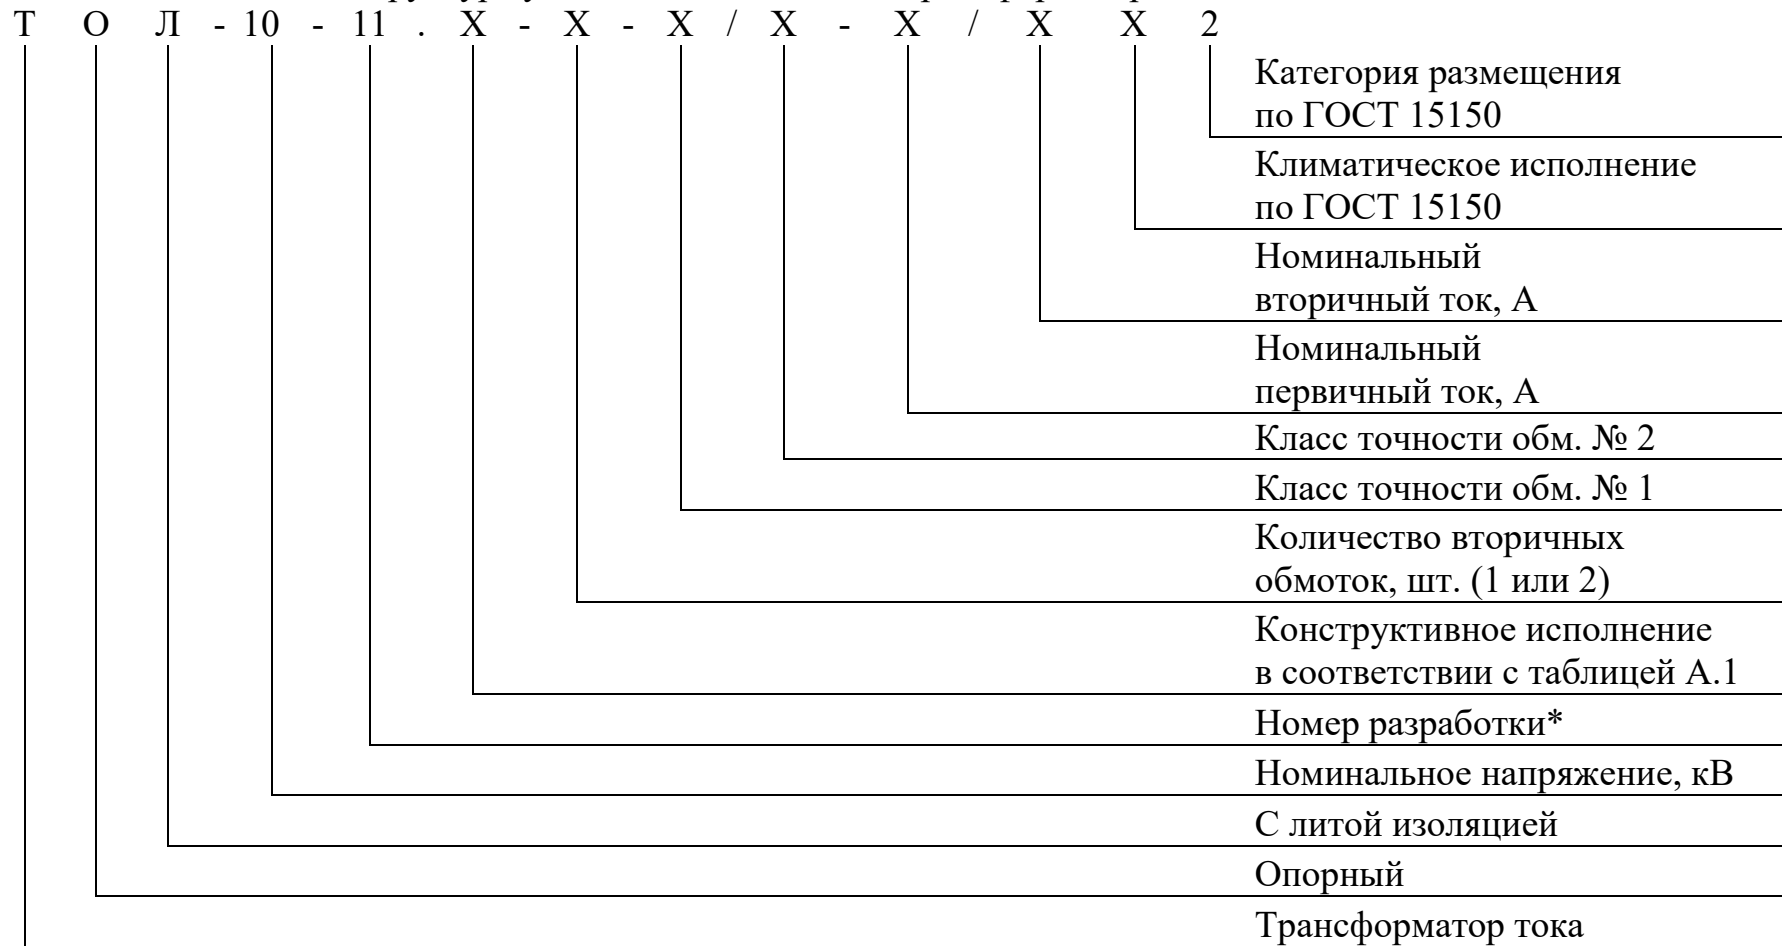 Т О Л - 10 - 11 . Х - Х - Х / Х - Х / Х Х 2
Категория размещения
по ГОСТ 15150
Климатическое исполнение
по ГОСТ 15150
Номинальный
вторичный ток, А
Номинальный
первичный ток, А
Класс точности обм. № 2
Класс точности обм. № 1
Количество вторичных
обмоток, шт. (1 или 2)
Конструктивное исполнение
в соответствии с таблицей А.1
Номер разработки*
Номинальное напряжение, кВ
С литой изоляцией
Опорный
Трансформатор тока